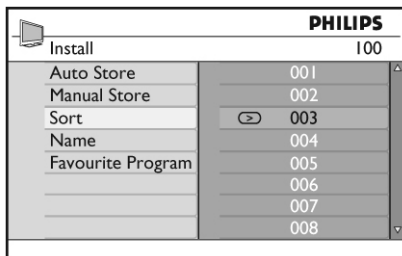 PHILIPS
Install 100
Auto Store 001
Manual Store 002
Sort 003
Name 004
Favourite Program 005
006
007
008